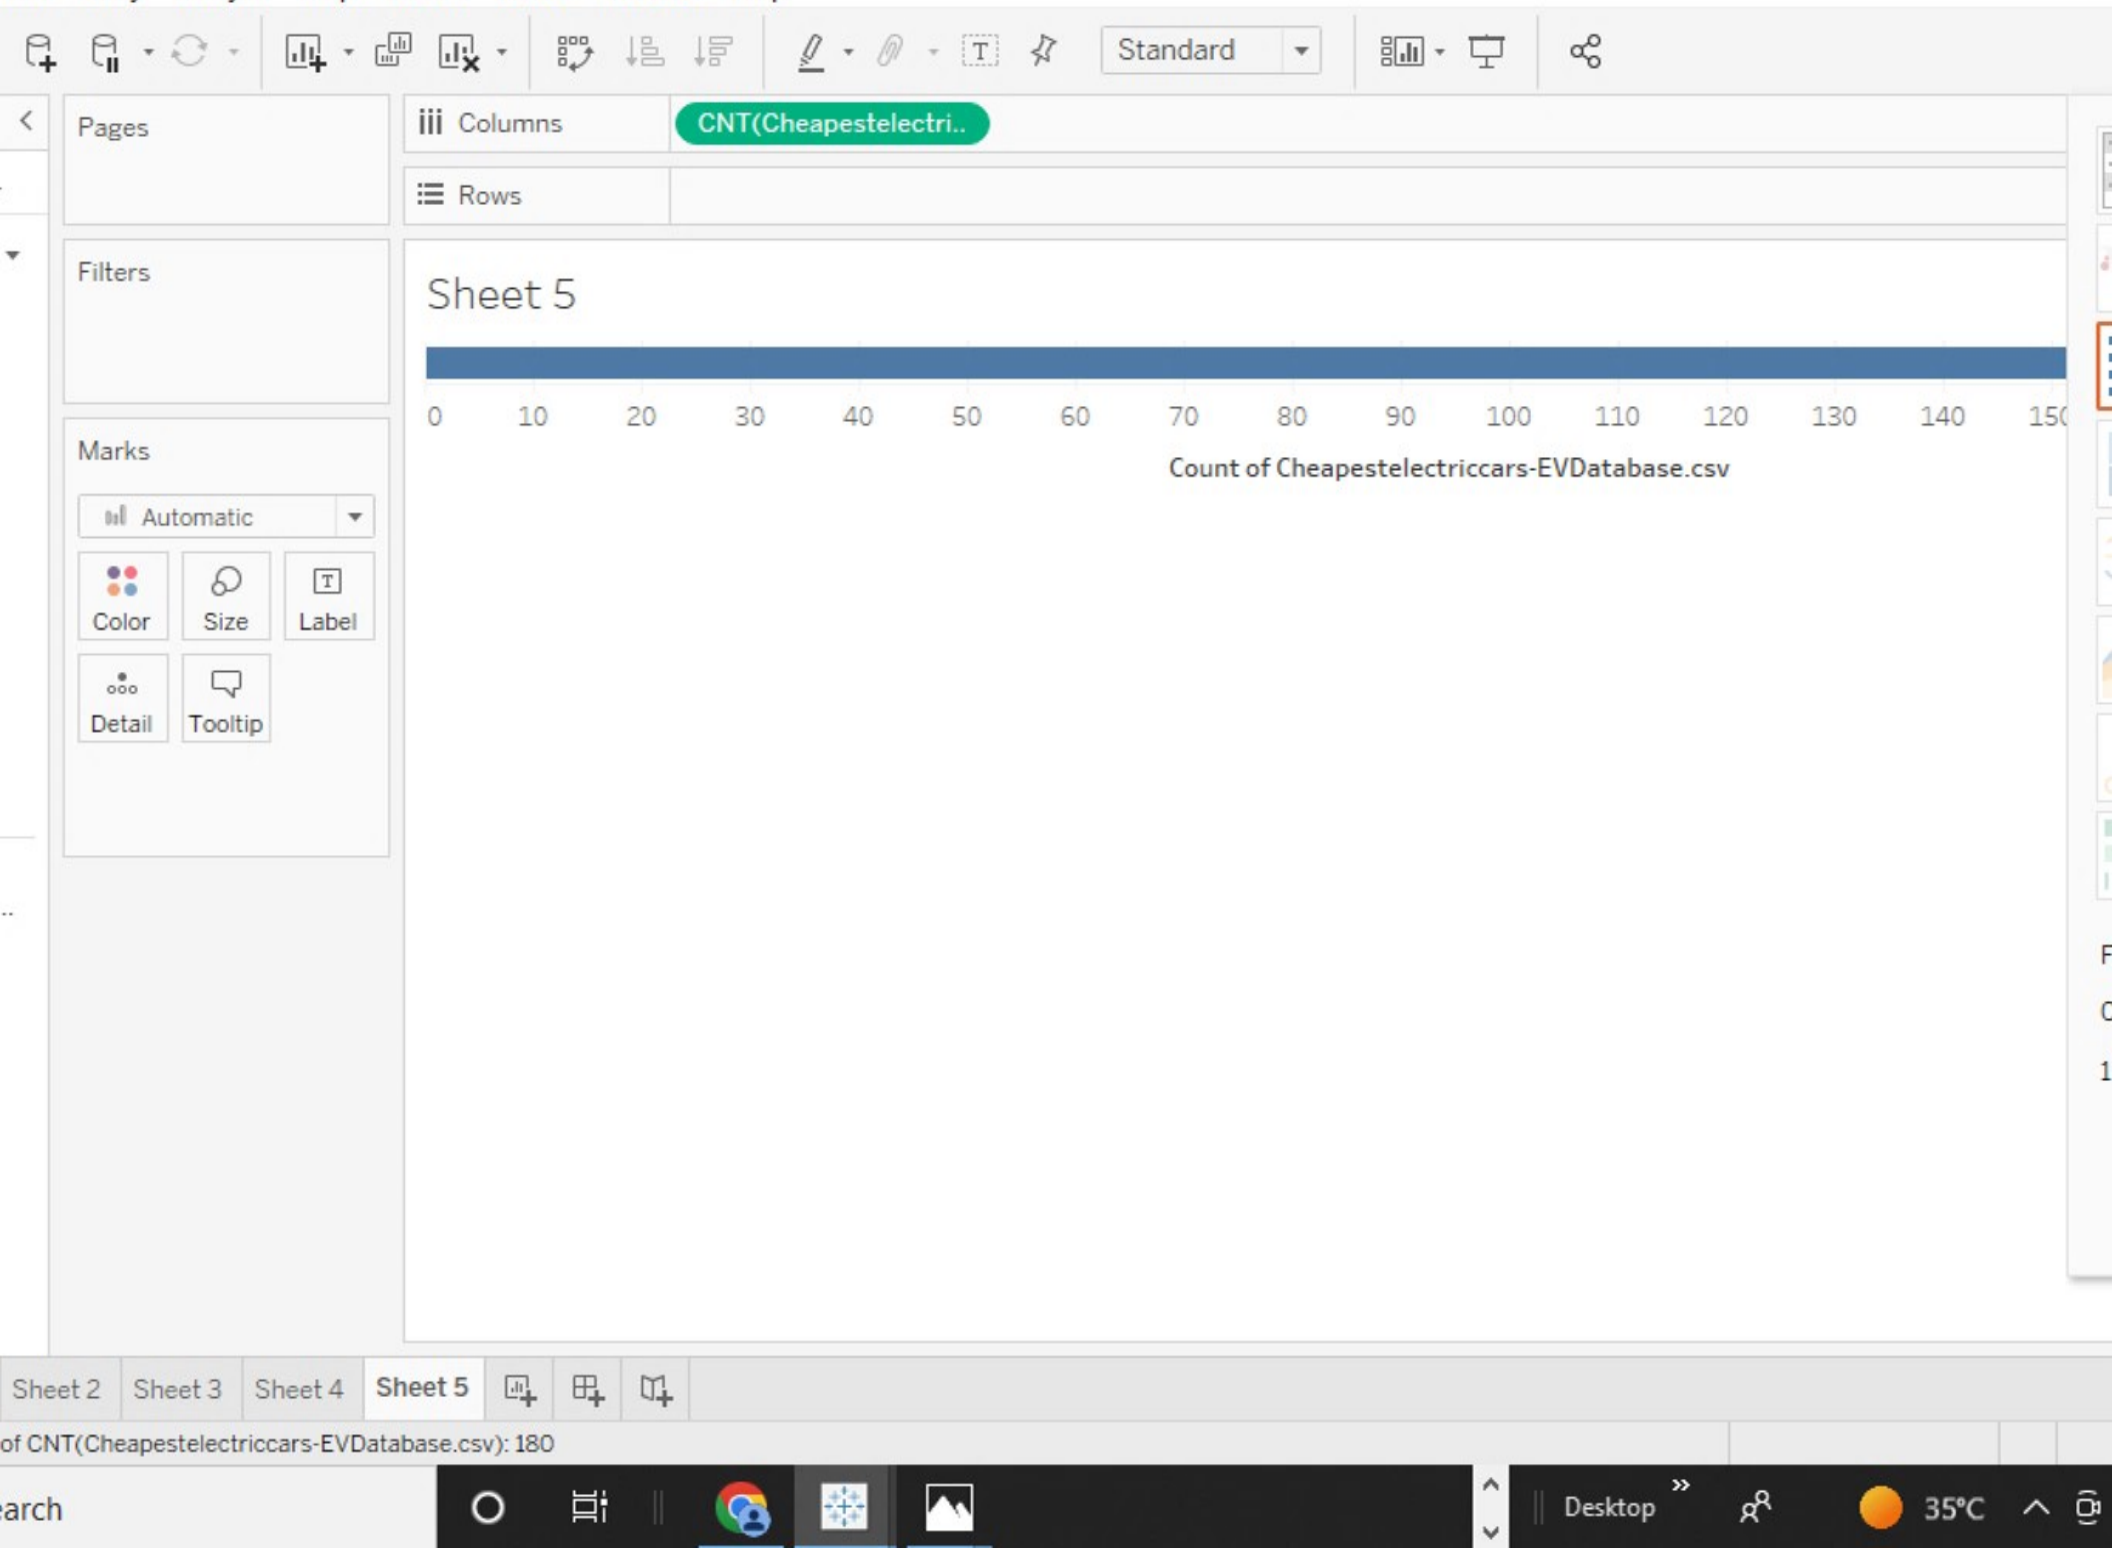 Standard
Pages
Columns
CNT(Cheapestelectri..
Rows
Filters
Sheet 5
0 10 20 30 40 50 60 70 80 90 100 110 120 130 140 150
Count of Cheapestelectriccars-EVDatabase.csv
Marks
Automatic
Color Size Label
Detail Tooltip
Sheet 2 Sheet 3 Sheet 4 Sheet 5
of CNT(Cheapestelectriccars-EVDatabase.csv): 180
earch
Desktop
35°C